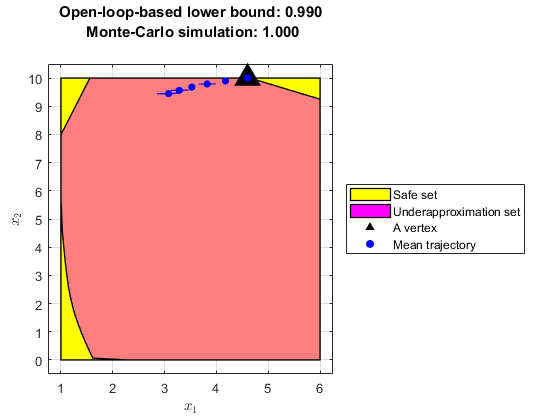 Open-loop-based lower bound: 0.990
Monte-Carlo simulation: 1.000
10
9
8
7
6
5
4
3
2
1
0
x₂
1 2 3 4 5 6
x₁
Safe set
Underapproximation set
A vertex
Mean trajectory